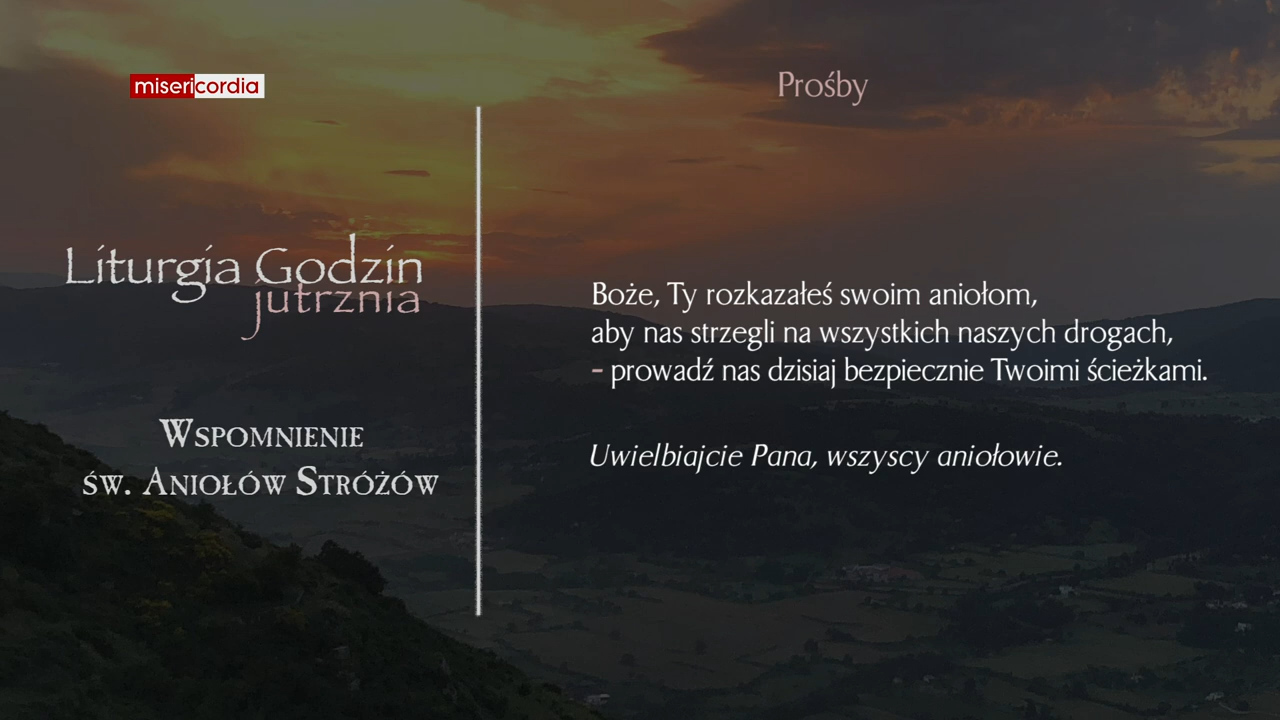 misericordia
Liturgia Godzin
jutrznia
Wspomnienie
św. Aniołów Stróżów
Prośby
Boże, Ty rozkazałeś swoim aniołom,
aby nas strzegli na wszystkich naszych drogach,
- prowadź nas dzisiaj bezpiecznie Twoimi ścieżkami.
Uwielbiajcie Pana, wszyscy aniołowie.